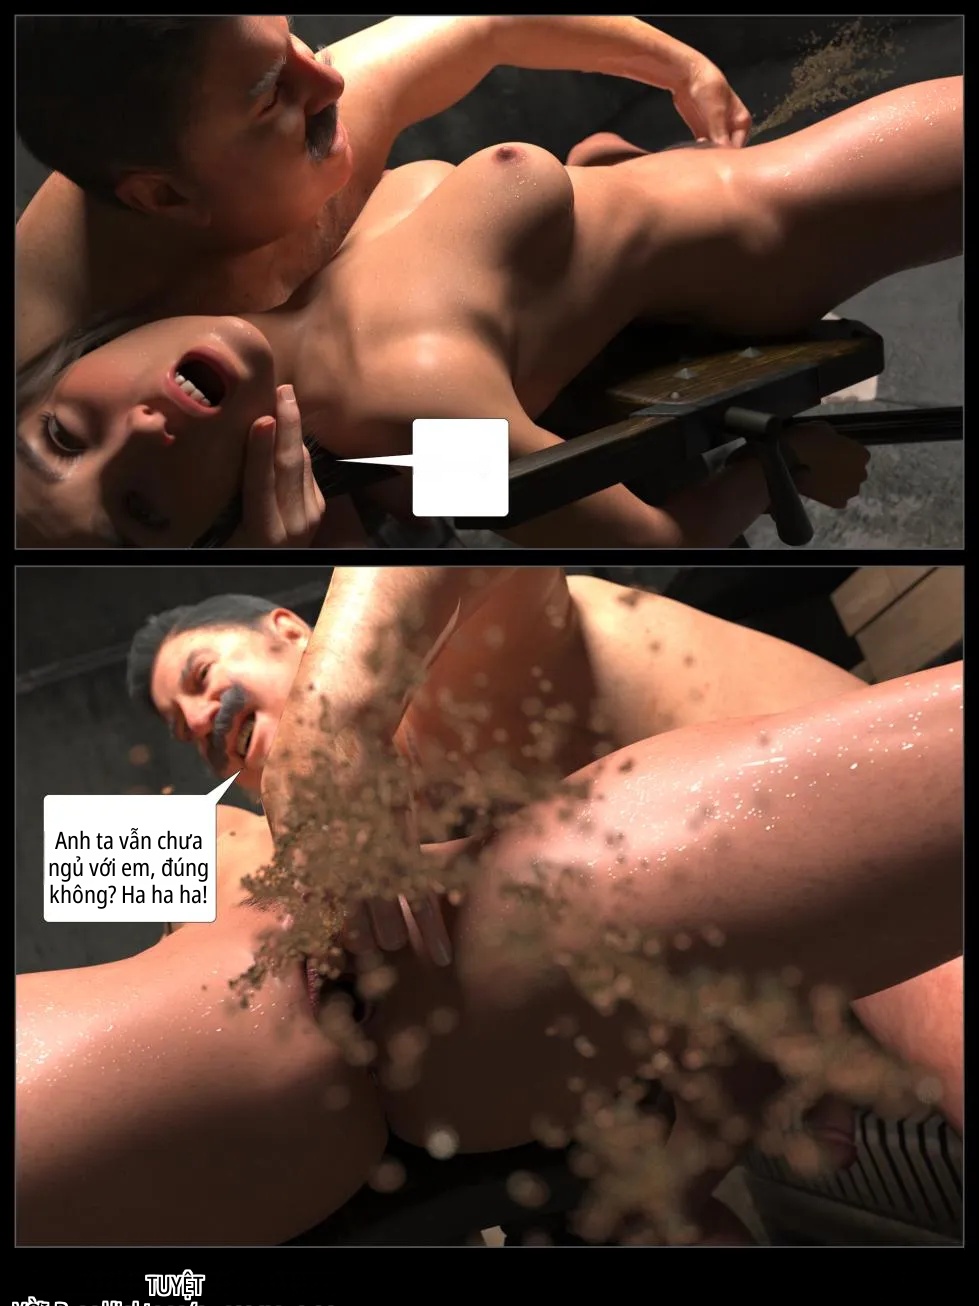 Anh ta vẫn chưa
ngủ với em, đúng
không? Ha ha ha!
TUYỆT